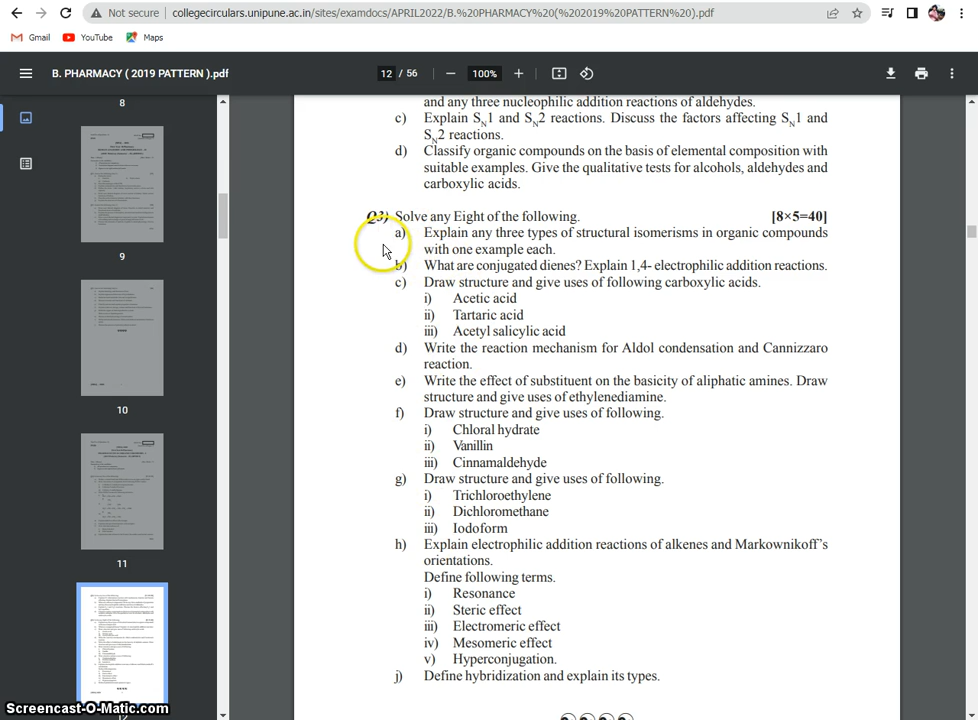 Not secure | collegecirculars.unipune.ac.in/sites/examdocs/APRIL2022/B.%20PHARMACY%20(%202019%20PATTERN%20).pdf
Gmail YouTube Maps
B. PHARMACY ( 2019 PATTERN ).pdf 12 / 56 100%
8
9
10
11
12
and any three nucleophilic addition reactions of aldehydes.
c) Explain SN1 and SN2 reactions. Discuss the factors affecting SN1 and
SN2 reactions.
d) Classify organic compounds on the basis of elemental composition with
suitable examples. Give the qualitative tests for alcohols, aldehydes and
carboxylic acids.
Q3) Solve any Eight of the following. [8×5=40]
a) Explain any three types of structural isomerisms in organic compounds
with one example each.
b) What are conjugated dienes? Explain 1,4- electrophilic addition reactions.
c) Draw structure and give uses of following carboxylic acids.
i) Acetic acid
ii) Tartaric acid
iii) Acetyl salicylic acid
d) Write the reaction mechanism for Aldol condensation and Cannizzaro
reaction.
e) Write the effect of substituent on the basicity of aliphatic amines. Draw
structure and give uses of ethylenediamine.
f) Draw structure and give uses of following.
i) Chloral hydrate
ii) Vanillin
iii) Cinnamaldehyde
g) Draw structure and give uses of following.
i) Trichloroethylene
ii) Dichloromethane
iii) Iodoform
h) Explain electrophilic addition reactions of alkenes and Markownikoff's
orientations.
Define following terms.
i) Resonance
ii) Steric effect
iii) Electromeric effect
iv) Mesomeric effect
v) Hyperconjugation.
j) Define hybridization and explain its types.
Screencast-O-Matic.com